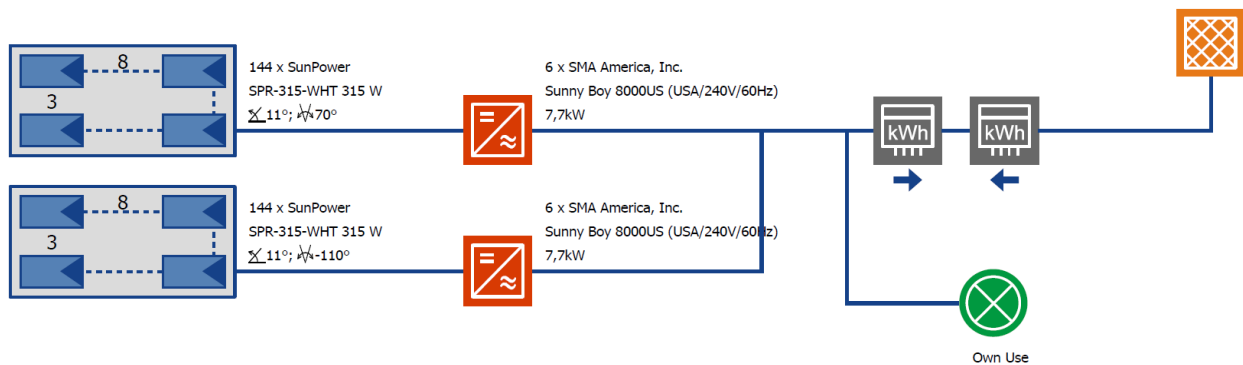 8
3
144 x SunPower
SPR-315-WHT 315 W
11°; 70°
6 x SMA America, Inc.
Sunny Boy 8000US (USA/240V/60Hz)
7,7kW
kWh
kWh
8
3
144 x SunPower
SPR-315-WHT 315 W
11°; -110°
6 x SMA America, Inc.
Sunny Boy 8000US (USA/240V/60Hz)
7,7kW
Own Use